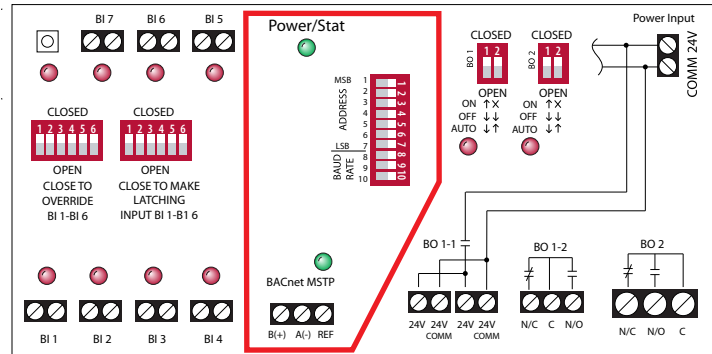 BI 7 BI 6 BI 5
CLOSED
1 2 3 4 5 6
OPEN
CLOSE TO
OVERRIDE
BI 1-BI 6
CLOSED
1 2 3 4 5 6
OPEN
CLOSE TO MAKE
LATCHING
INPUT BI 1-B1 6
BI 1 BI 2 BI 3 BI 4
Power/Stat
MSB
ADDRESS
LSB
BAUD
RATE
1 2 3 4 5 6 7 8 9 10
1 2 3 4 5 6 7 8 9 10
BACnet MSTP
B(+) A(-) REF
CLOSED
BO 1
1 2
OPEN
ON ↑X
OFF ↓↓
AUTO ↓↑
CLOSED
BO 2
1 2
OPEN
ON ↑X
OFF ↓↓
AUTO ↓↑
Power Input
COMM 24V
BO 1-1
24V 24V 24V 24V
COMM COMM
BO 1-2
N/C C N/O
BO 2
N/C N/O C